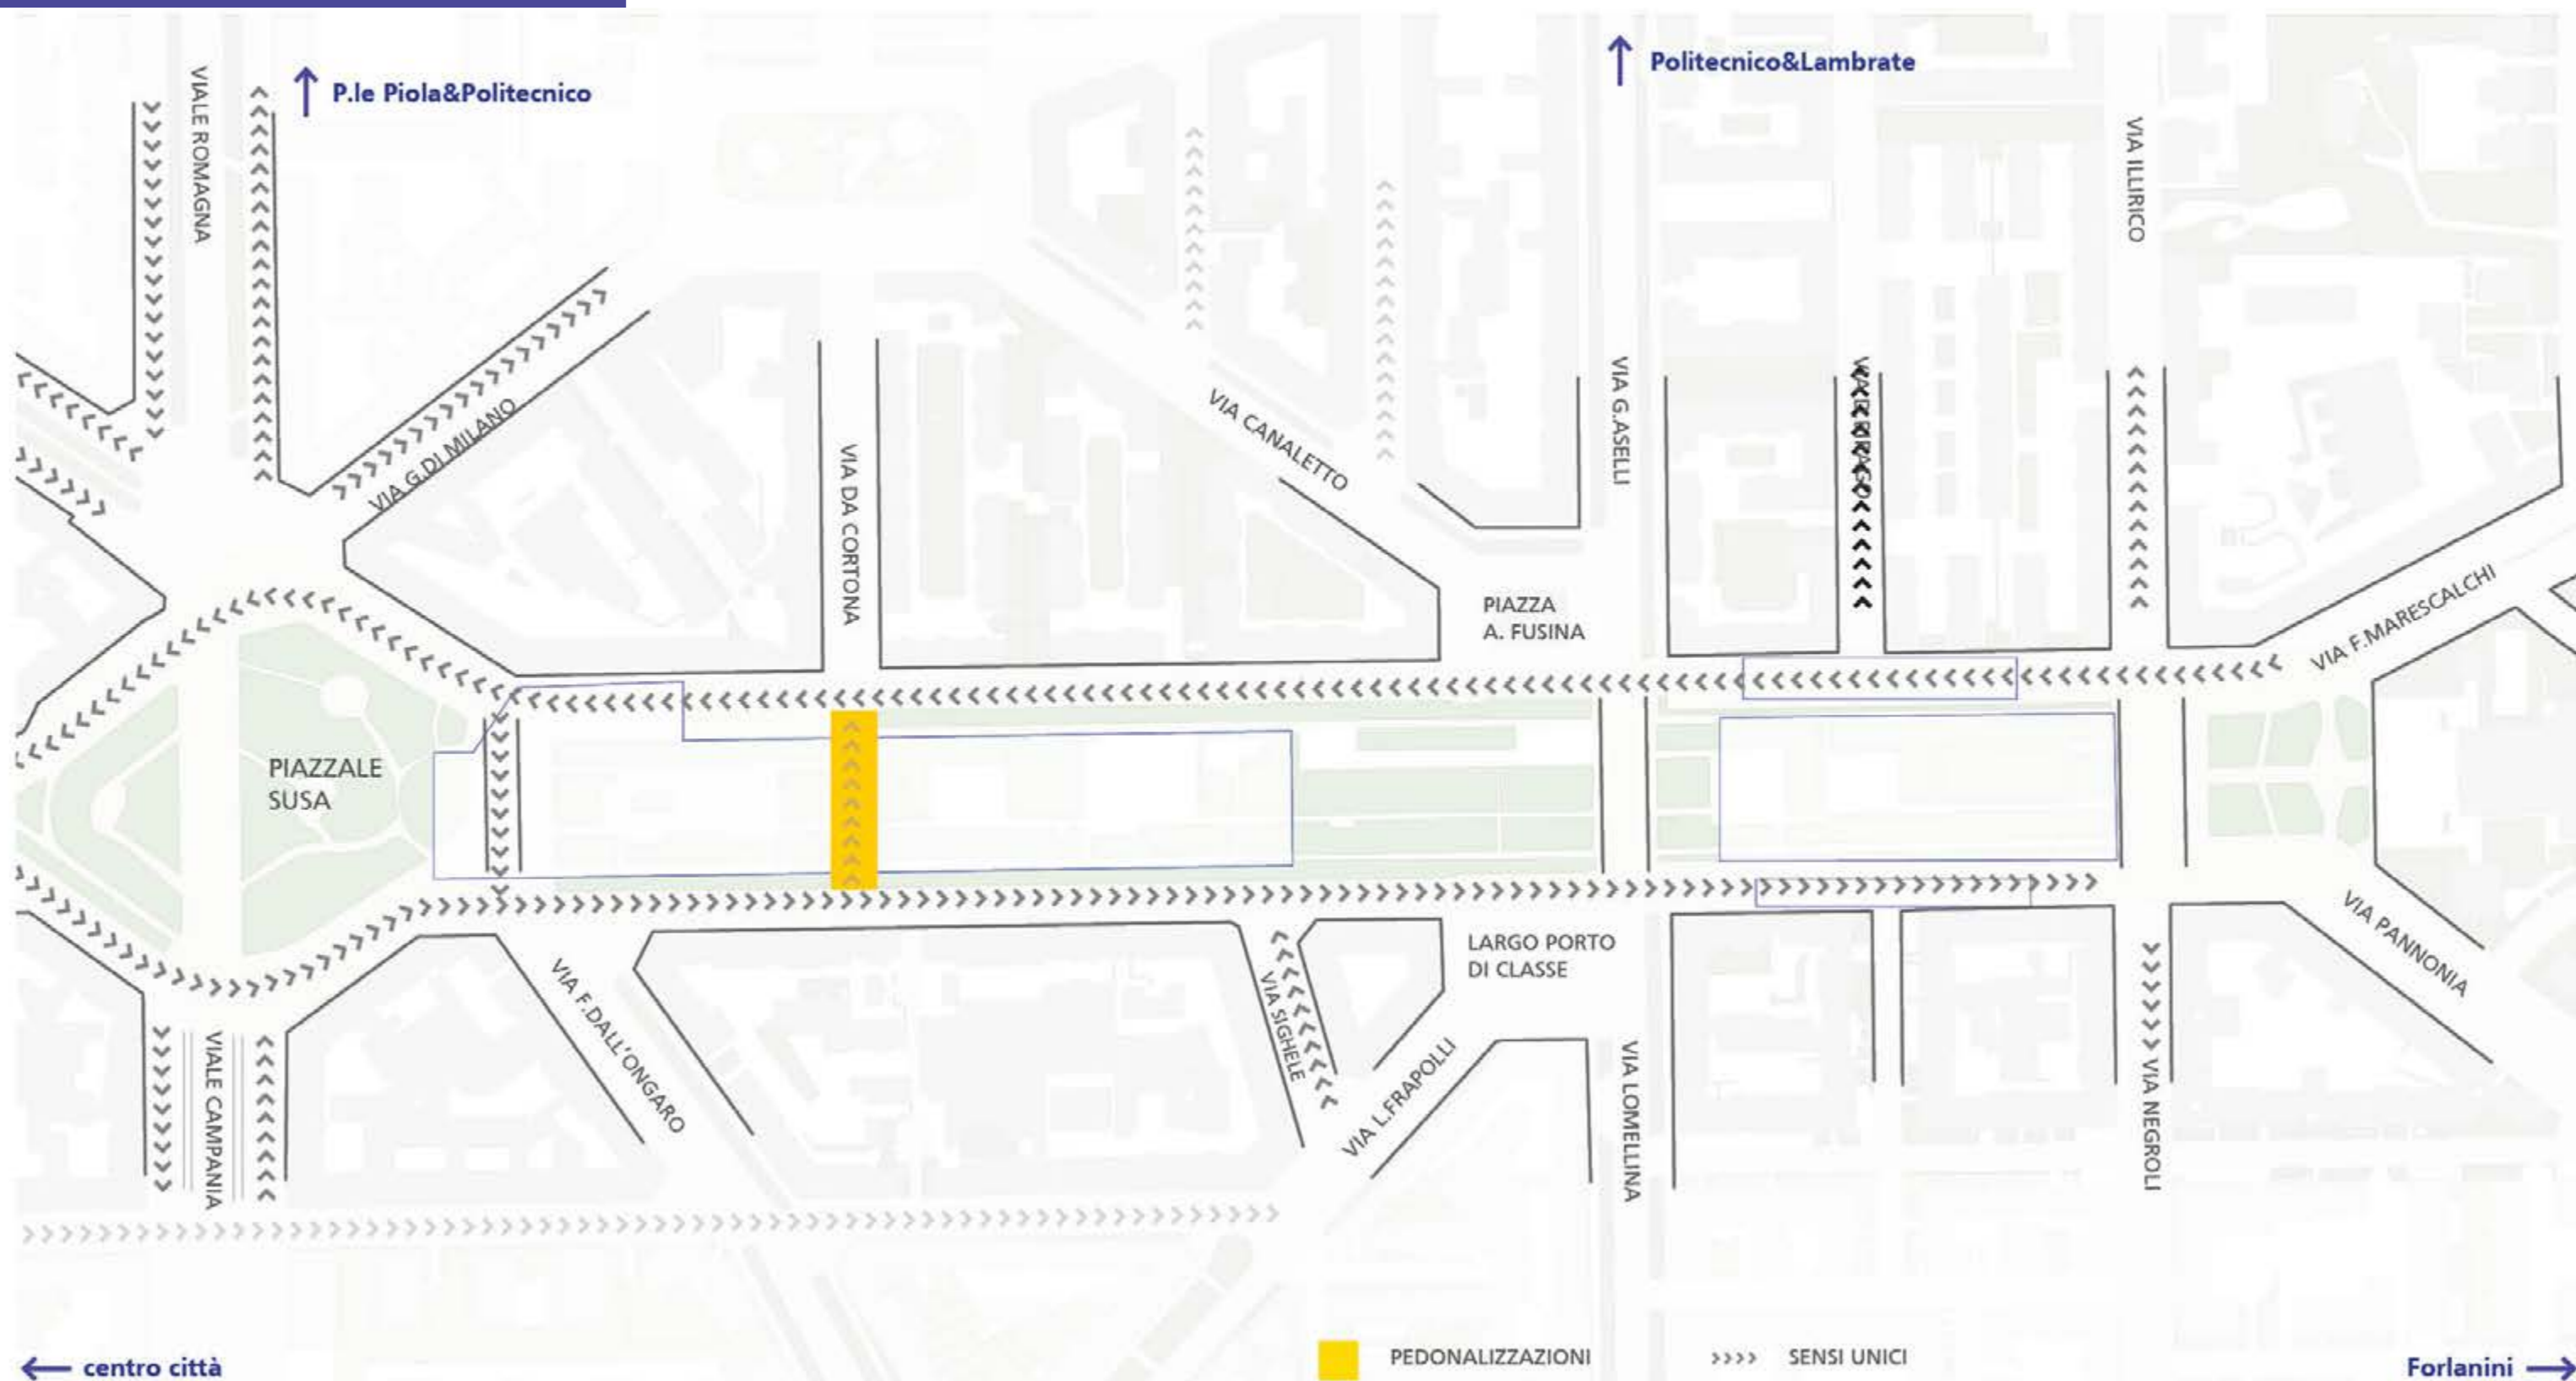 Politecnico&Lambrate
P.le Piola&Politecnico
VIALE ROMAGNA
VIA ILLIRICO
VIA G.DI MILANO
VIA DA CORTONA
VIA CANALETTO
VIA G.ASELLI
VIA F.MARESCALCHI
PIAZZA
A. FUSINA
PIAZZALE
SUSA
LARGO PORTO
DI CLASSE
VIA PANNONIA
VIA F.DALL'ONGARO
VIA SIGHELE
VIA L.FRAPOLLI
VIALE CAMPANIA
VIA LOMELLINA
VIA NEGROLI
PEDONALIZZAZIONI
>>>> SENSI UNICI
centro città
Forlanini